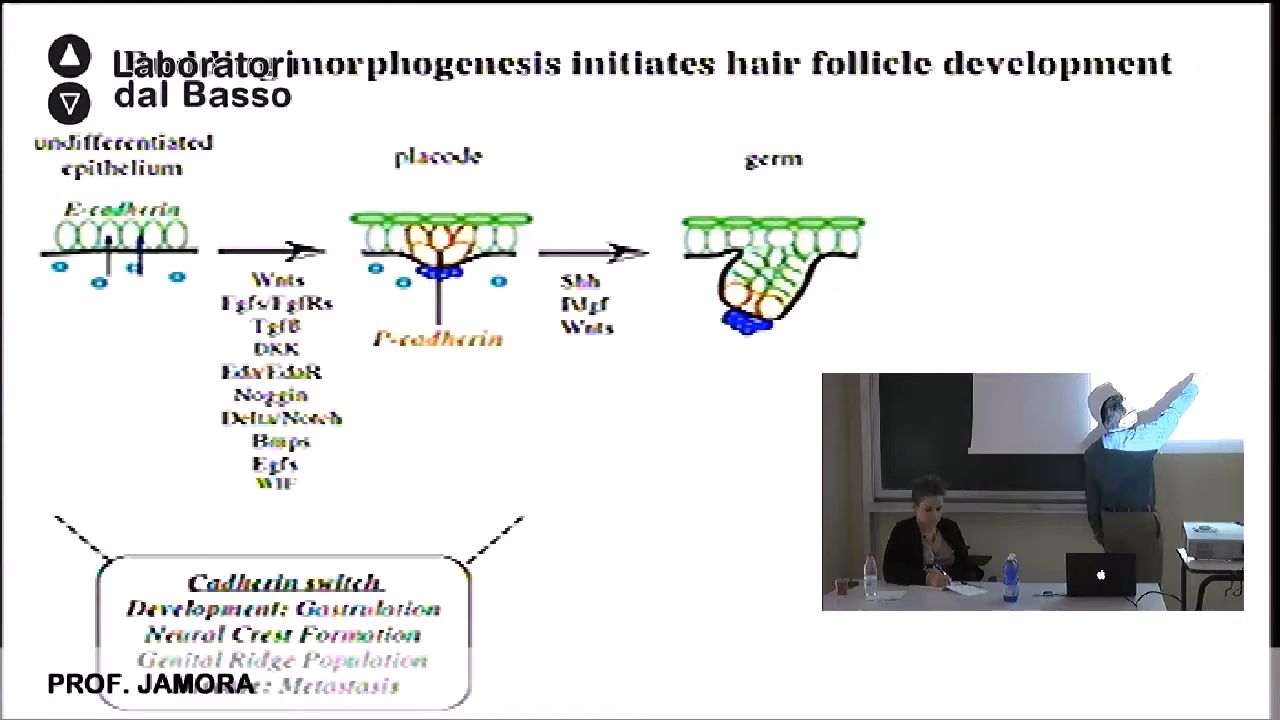 Laboratori
dal Basso
morphogenesis initiates hair follicle development
undifferentiated
epithelium
placode
germ
E-cadherin
Wnts
Fgfs/FgfRs
Tgfβ
DKK
Eda/EdaR
Noggin
Delta/Notch
Bmps
Egfs
WIF
P-cadherin
Shh
Pdgf
Wnts
Cadherin switch
Development: Gastrulation
Neural Crest Formation
Genital Ridge Population
Metastasis
PROF. JAMORA